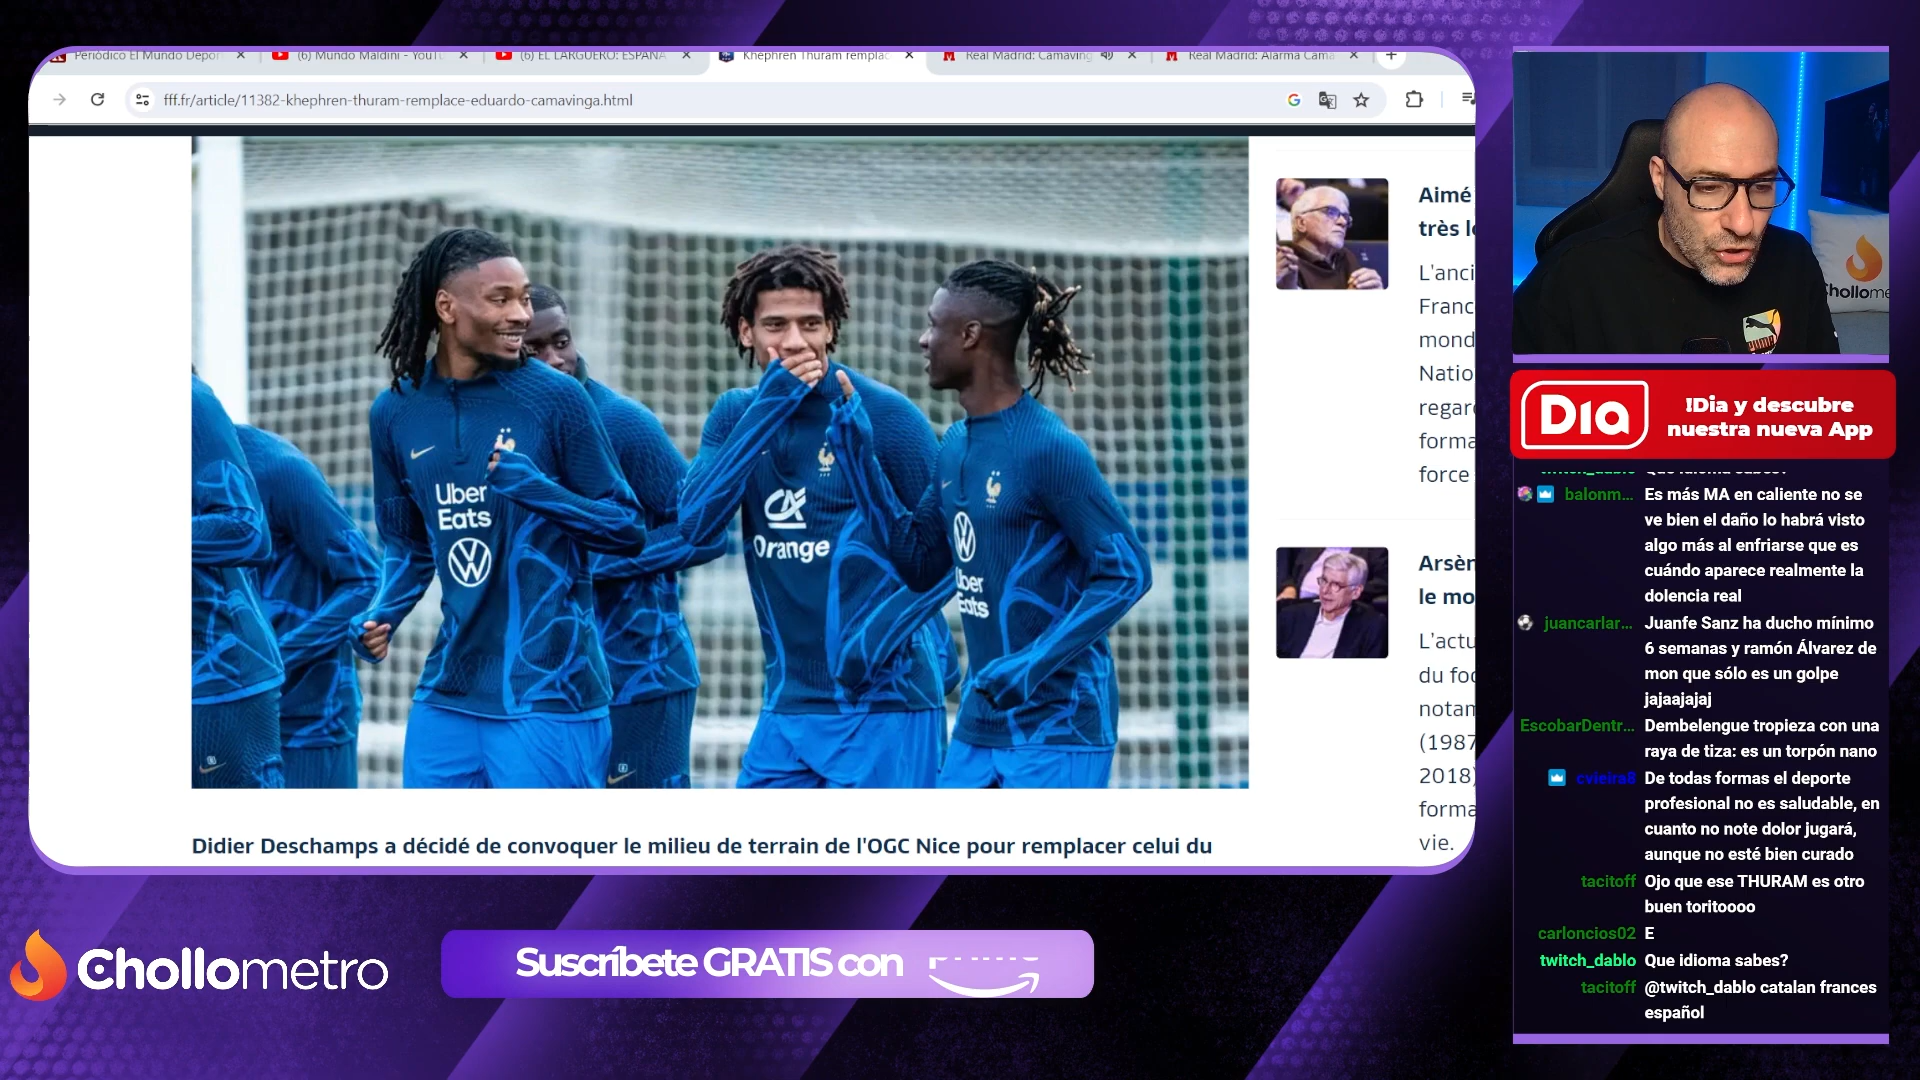 Periódico El Mundo Depor
(6) Mundo Maldini - YouTu
(6) EL LARGUERO: ESPAÑA
Khephren Thuram remplac
Real Madrid: Camaving
Real Madrid: Alarma Cama
fff.fr/article/11382-khephren-thuram-remplace-eduardo-camavinga.html
Uber
Eats
CA
Orange
Uber
Eats
Didier Deschamps a décidé de convoquer le milieu de terrain de l'OGC Nice pour remplacer celui du
Aimé
très l
L'anci
Franc
mond
Natio
regar
forma
force
Arsèn
le mo
L'actu
du foo
notam
(1987
2018)
forma
vie.
Chollome
PUMA
Dia
!Dia y descubre
nuestra nueva App
twitch_dablo Que idioma sabes?
balonm... Es más MA en caliente no se
ve bien el daño lo habrá visto
algo más al enfriarse que es
cuándo aparece realmente la
dolencia real
juancarlar... Juanfe Sanz ha ducho mínimo
6 semanas y ramón Álvarez de
mon que sólo es un golpe
jajaajajaj
EscobarDentr... Dembelengue tropieza con una
raya de tiza: es un torpón nano
cvieira8 De todas formas el deporte
profesional no es saludable, en
cuanto no note dolor jugará,
aunque no esté bien curado
tacitoff Ojo que ese THURAM es otro
buen toritoooo
carloncios02 E
twitch_dablo Que idioma sabes?
tacitoff @twitch_dablo catalan frances
español
Chollometro
Suscríbete GRATIS con